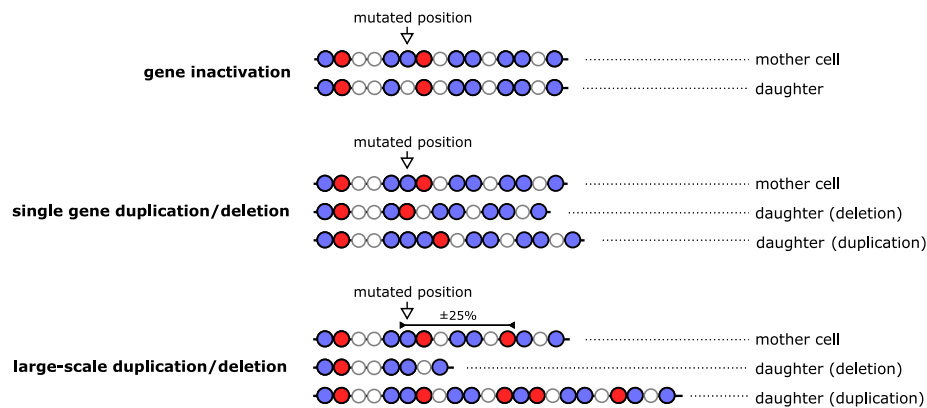 mutated position
gene inactivation
mother cell
daughter
mutated position
single gene duplication/deletion
mother cell
daughter (deletion)
daughter (duplication)
mutated position
±25%
large-scale duplication/deletion
mother cell
daughter (deletion)
daughter (duplication)